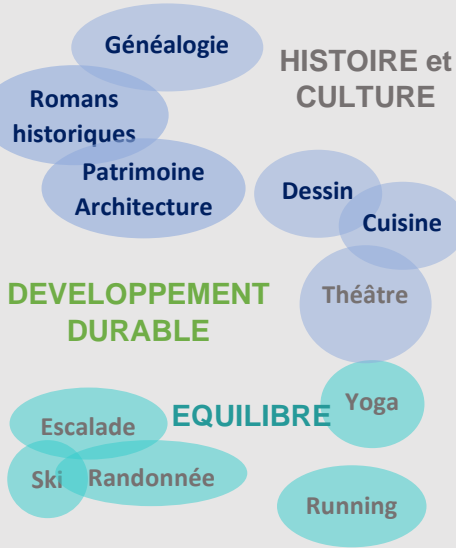 Généalogie
HISTOIRE et
CULTURE
Romans
historiques
Patrimoine
Architecture
Dessin
Cuisine
DEVELOPPEMENT
DURABLE
Théâtre
Escalade
EQUILIBRE
Yoga
Ski
Randonnée
Running